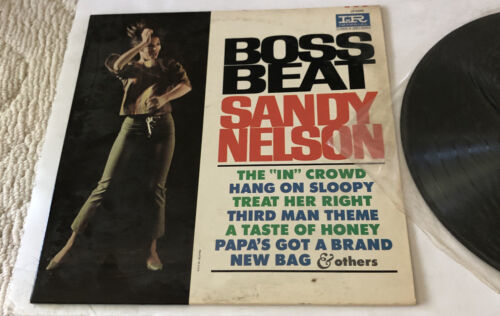 IR
BOSS
BEAT
SANDY
NELSON
THE "IN" CROWD
HANG ON SLOOPY
TREAT HER RIGHT
THIRD MAN THEME
A TASTE OF HONEY
PAPA'S GOT A BRAND
NEW BAG & others